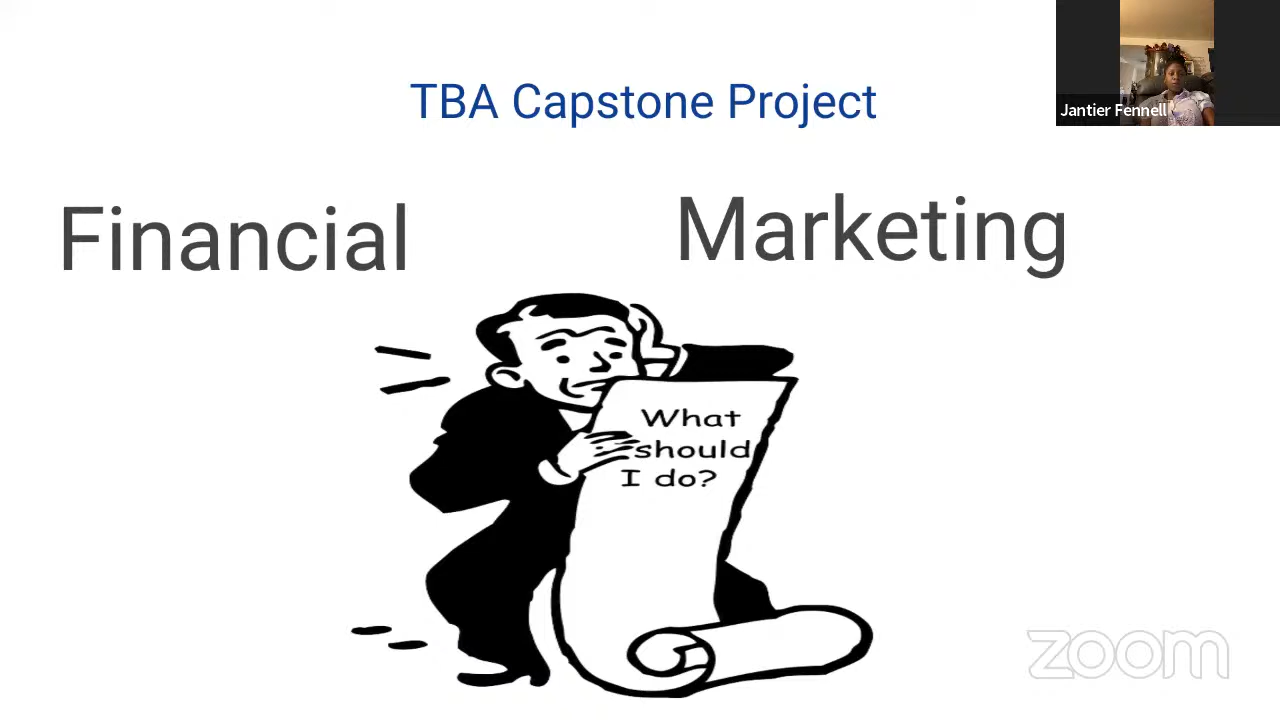 TBA Capstone Project
Jantier Fennell
Financial
Marketing
What
should
I do?
zoom